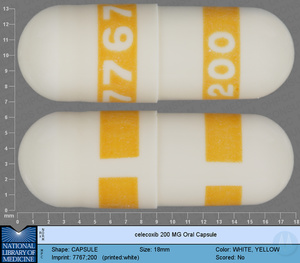 7767
200
mm
NATIONAL
LIBRARY OF
MEDICINE
celecoxib 200 MG Oral Capsule
Shape: CAPSULE Size: 18mm Color: WHITE, YELLOW
Imprint: 7767;200 (printed:white) Scored: No